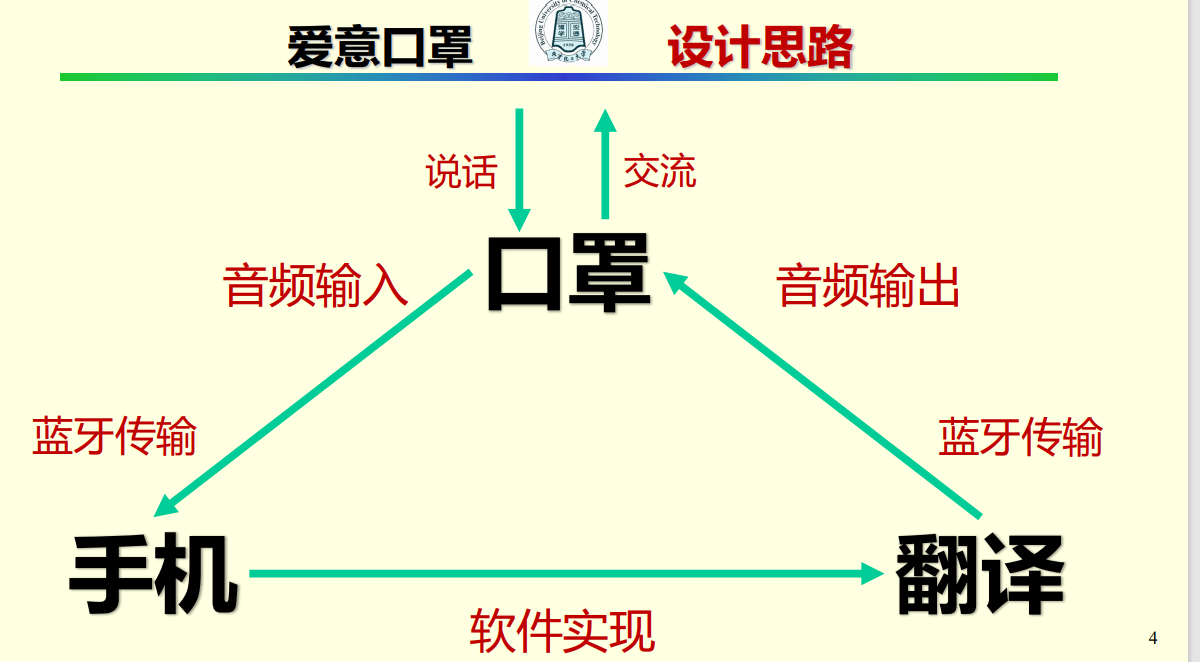 爱意口罩
Beijing University of Chemical Technology
1958
设计思路
说话
交流
口罩
音频输入
音频输出
蓝牙传输
蓝牙传输
手机
翻译
软件实现
4